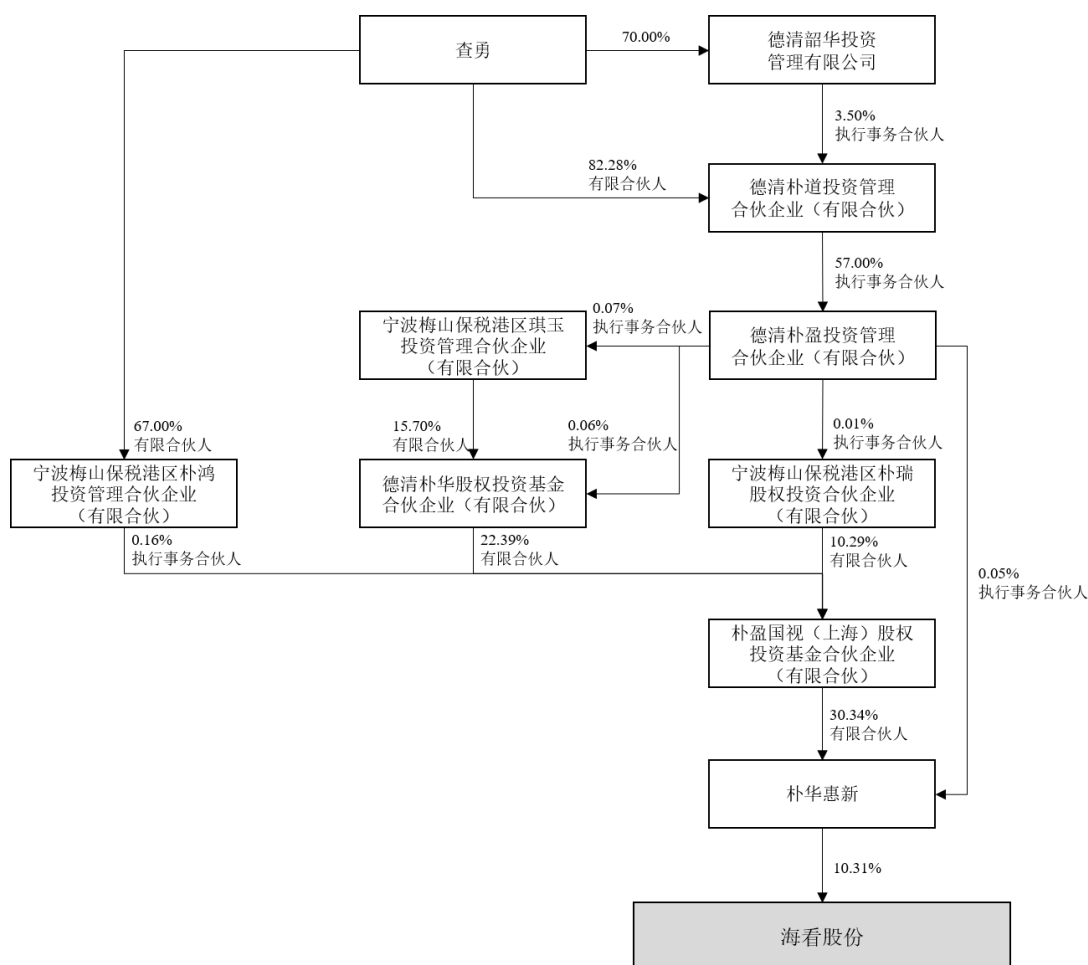 查勇
70.00%
德清韶华投资
管理有限公司
3.50%
执行事务合伙人
82.28%
有限合伙人
德清朴道投资管理
合伙企业（有限合伙）
57.00%
执行事务合伙人
0.07%
执行事务合伙人
宁波梅山保税港区琪玉
投资管理合伙企业
（有限合伙）
德清朴盈投资管理
合伙企业（有限合伙）
67.00%
有限合伙人
15.70%
有限合伙人
0.06%
执行事务合伙人
0.01%
执行事务合伙人
宁波梅山保税港区朴鸿
投资管理合伙企业
（有限合伙）
德清朴华股权投资基金
合伙企业（有限合伙）
宁波梅山保税港区朴瑞
股权投资合伙企业
（有限合伙）
0.16%
执行事务合伙人
22.39%
有限合伙人
10.29%
有限合伙人
0.05%
执行事务合伙人
朴盈国视（上海）股权
投资基金合伙企业
（有限合伙）
30.34%
有限合伙人
朴华惠新
10.31%
海看股份